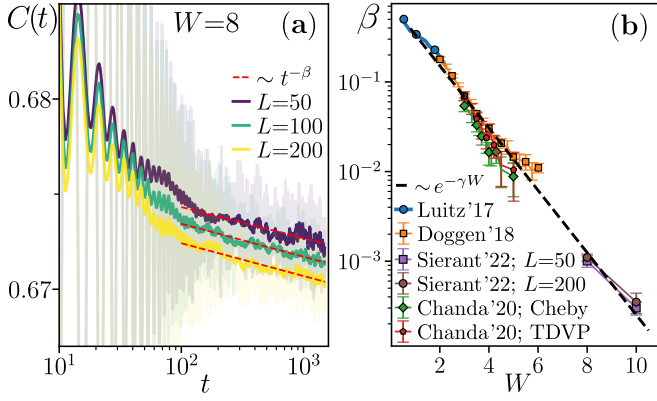 C(t)
W=8
(a)
0.68
0.67
~ t^{-β}
L=50
L=100
L=200
10^1
10^2
10^3
t
β
(b)
10^{-1}
10^{-2}
10^{-3}
~ e^{-γW}
Luitz'17
Doggen'18
Sierant'22; L=50
Sierant'22; L=200
Chanda'20; Cheby
Chanda'20; TDVP
2
4
6
8
10
W